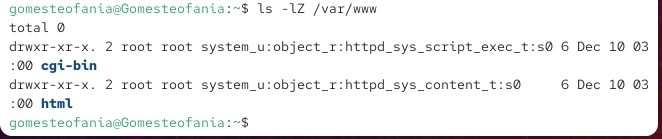 gomesteofania@Gomesteofania:~$ ls -lZ /var/www
total 0
drwxr-xr-x. 2 root root system_u:object_r:httpd_sys_script_exec_t:s0 6 Dec 10 03
:00 cgi-bin
drwxr-xr-x. 2 root root system_u:object_r:httpd_sys_content_t:s0     6 Dec 10 03
:00 html
gomesteofania@Gomesteofania:~$